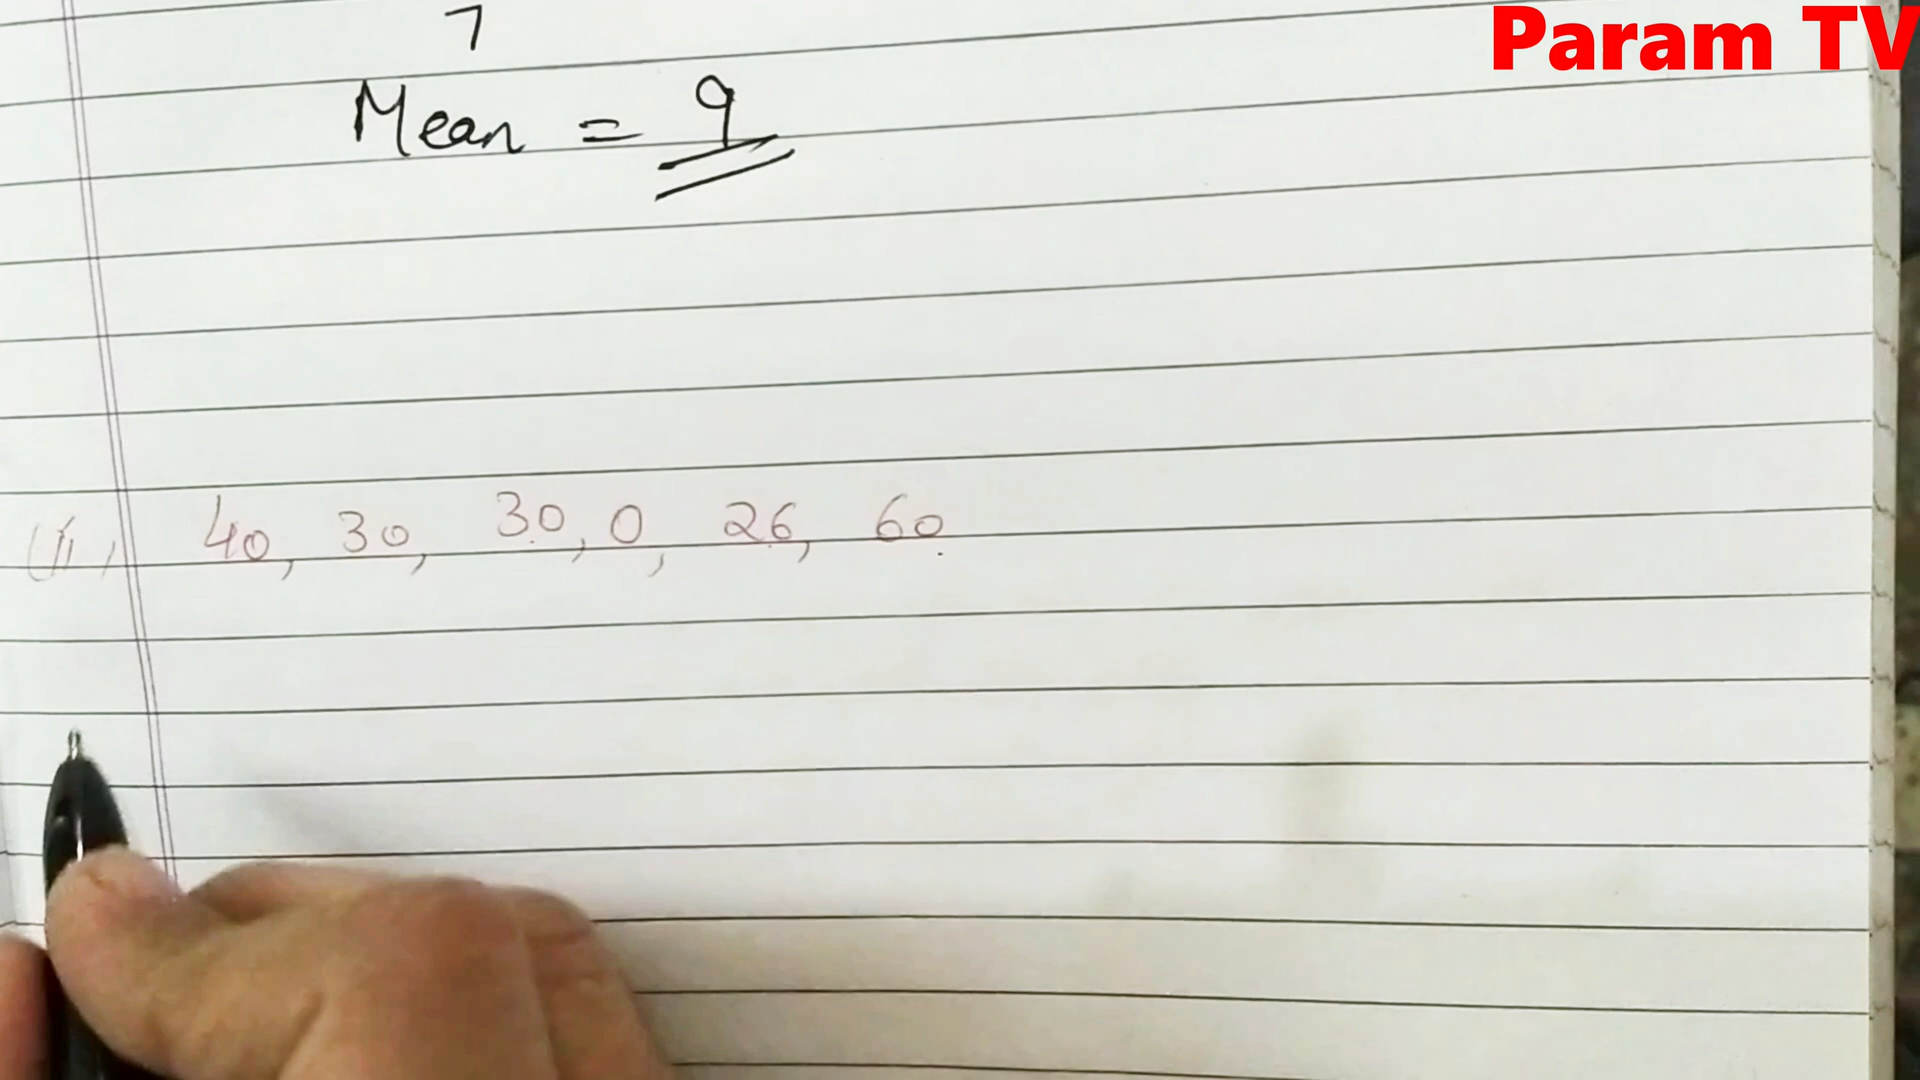 Param TV
7
Mean = 9
(ii) 40, 30, 30, 0, 26, 60.